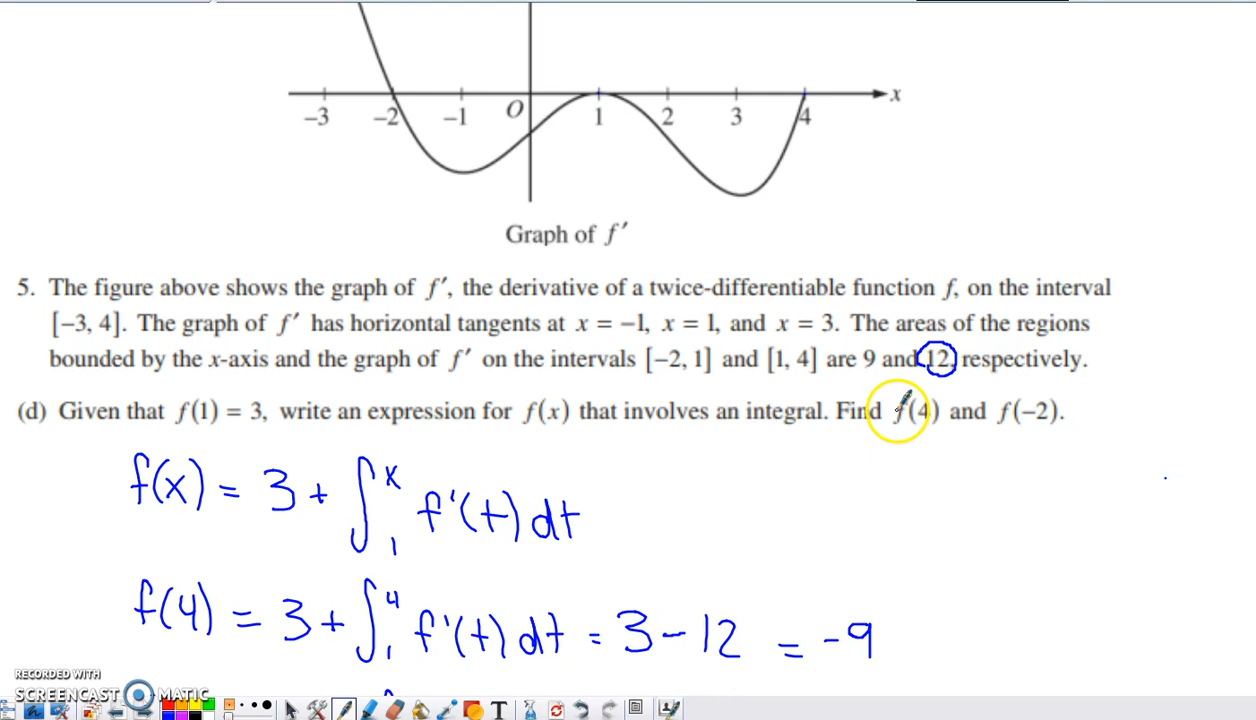 -3 -2 -1 O 1 2 3 4 x
Graph of f′
5. The figure above shows the graph of f′, the derivative of a twice-differentiable function f, on the interval
[−3, 4]. The graph of f′ has horizontal tangents at x = −1, x = 1, and x = 3. The areas of the regions
bounded by the x-axis and the graph of f′ on the intervals [−2, 1] and [1, 4] are 9 and 12, respectively.
(d) Given that f(1) = 3, write an expression for f(x) that involves an integral. Find f(4) and f(−2).
f(x) = 3 + ∫₁ˣ f'(t) dt
f(4) = 3 + ∫₁⁴ f'(t) dt = 3 − 12 = −9
RECORDED WITH
SCREENCAST MATIC